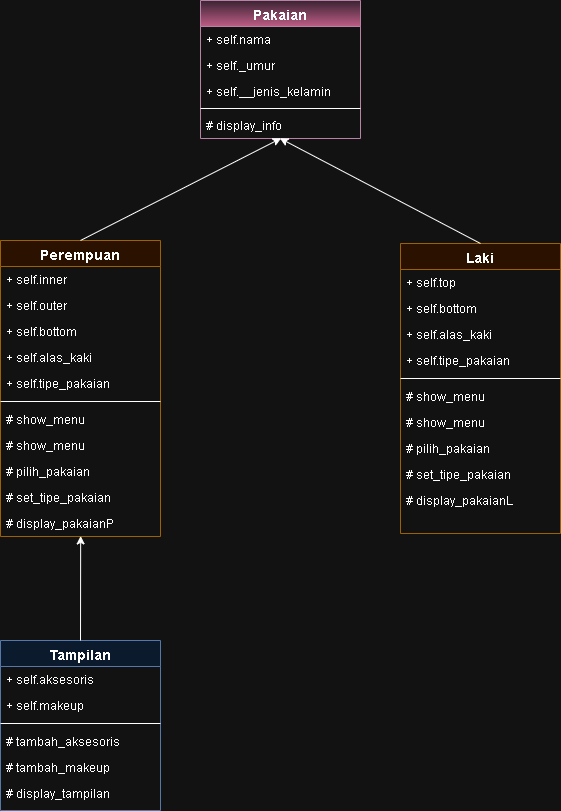 Pakaian
+ self.nama
+ self._umur
+ self.__jenis_kelamin
# display_info
Perempuan
+ self.inner
+ self.outer
+ self.bottom
+ self.alas_kaki
+ self.tipe_pakaian
# show_menu
# show_menu
# pilih_pakaian
# set_tipe_pakaian
# display_pakaianP
Laki
+ self.top
+ self.bottom
+ self.alas_kaki
+ self.tipe_pakaian
# show_menu
# show_menu
# pilih_pakaian
# set_tipe_pakaian
# display_pakaianL
Tampilan
+ self.aksesoris
+ self.makeup
# tambah_aksesoris
# tambah_makeup
# display_tampilan